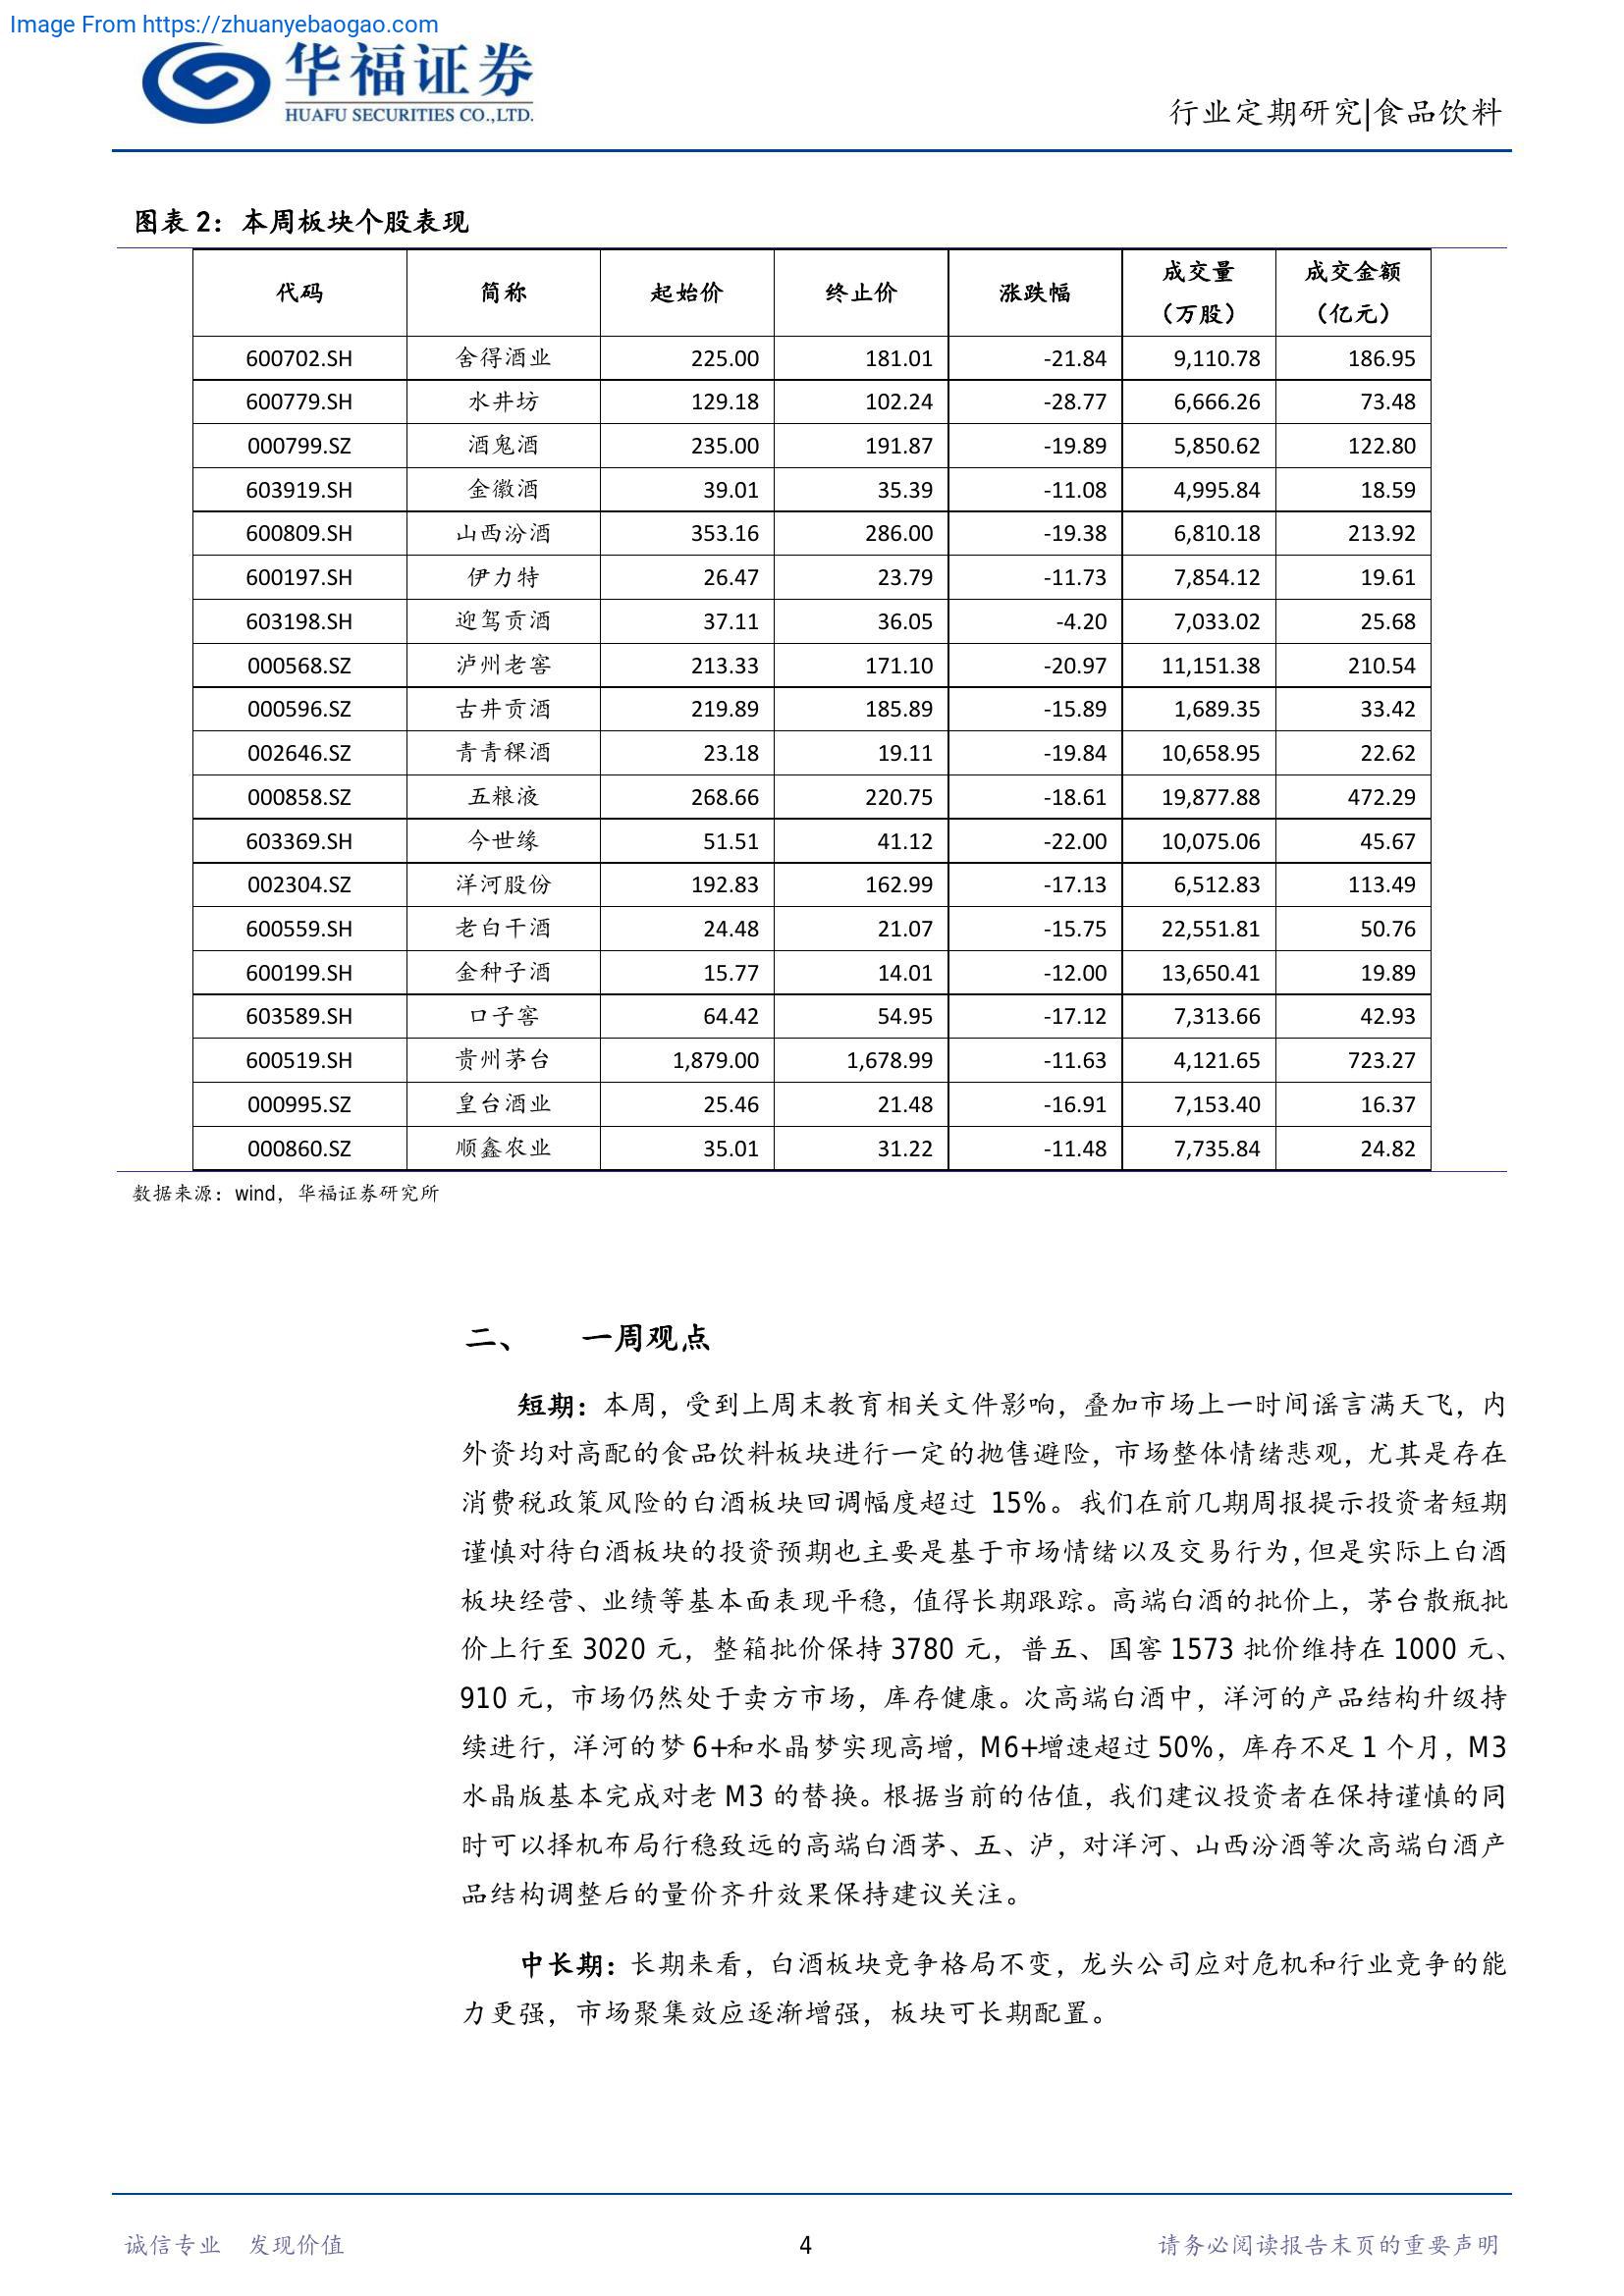 Image From https://zhuanyebaogao.com
华福证券
HUAFU SECURITIES CO.,LTD.
行业定期研究|食品饮料
图表 2：本周板块个股表现
代码 简称 起始价 终止价 涨跌幅 成交量（万股） 成交金额（亿元）
600702.SH 舍得酒业 225.00 181.01 -21.84 9,110.78 186.95
600779.SH 水井坊 129.18 102.24 -28.77 6,666.26 73.48
000799.SZ 酒鬼酒 235.00 191.87 -19.89 5,850.62 122.80
603919.SH 金徽酒 39.01 35.39 -11.08 4,995.84 18.59
600809.SH 山西汾酒 353.16 286.00 -19.38 6,810.18 213.92
600197.SH 伊力特 26.47 23.79 -11.73 7,854.12 19.61
603198.SH 迎驾贡酒 37.11 36.05 -4.20 7,033.02 25.68
000568.SZ 泸州老窖 213.33 171.10 -20.97 11,151.38 210.54
000596.SZ 古井贡酒 219.89 185.89 -15.89 1,689.35 33.42
002646.SZ 青青稞酒 23.18 19.11 -19.84 10,658.95 22.62
000858.SZ 五粮液 268.66 220.75 -18.61 19,877.88 472.29
603369.SH 今世缘 51.51 41.12 -22.00 10,075.06 45.67
002304.SZ 洋河股份 192.83 162.99 -17.13 6,512.83 113.49
600559.SH 老白干酒 24.48 21.07 -15.75 22,551.81 50.76
600199.SH 金种子酒 15.77 14.01 -12.00 13,650.41 19.89
603589.SH 口子窖 64.42 54.95 -17.12 7,313.66 42.93
600519.SH 贵州茅台 1,879.00 1,678.99 -11.63 4,121.65 723.27
000995.SZ 皇台酒业 25.46 21.48 -16.91 7,153.40 16.37
000860.SZ 顺鑫农业 35.01 31.22 -11.48 7,735.84 24.82
数据来源：wind，华福证券研究所
二、 一周观点
短期：本周，受到上周末教育相关文件影响，叠加市场上一时间谣言满天飞，内
外资均对高配的食品饮料板块进行一定的抛售避险，市场整体情绪悲观，尤其是存在
消费税政策风险的白酒板块回调幅度超过 15%。我们在前几期周报提示投资者短期
谨慎对待白酒板块的投资预期也主要是基于市场情绪以及交易行为，但是实际上白酒
板块经营、业绩等基本面表现平稳，值得长期跟踪。高端白酒的批价上，茅台散瓶批
价上行至 3020 元，整箱批价保持 3780 元，普五、国窖 1573 批价维持在 1000 元、
910 元，市场仍然处于卖方市场，库存健康。次高端白酒中，洋河的产品结构升级持
续进行，洋河的梦 6+和水晶梦实现高增，M6+增速超过 50%，库存不足 1 个月，M3
水晶版基本完成对老 M3 的替换。根据当前的估值，我们建议投资者在保持谨慎的同
时可以择机布局行稳致远的高端白酒茅、五、泸，对洋河、山西汾酒等次高端白酒产
品结构调整后的量价齐升效果保持建议关注。
中长期：长期来看，白酒板块竞争格局不变，龙头公司应对危机和行业竞争的能
力更强，市场聚集效应逐渐增强，板块可长期配置。
诚信专业 发现价值 4 请务必阅读报告末页的重要声明